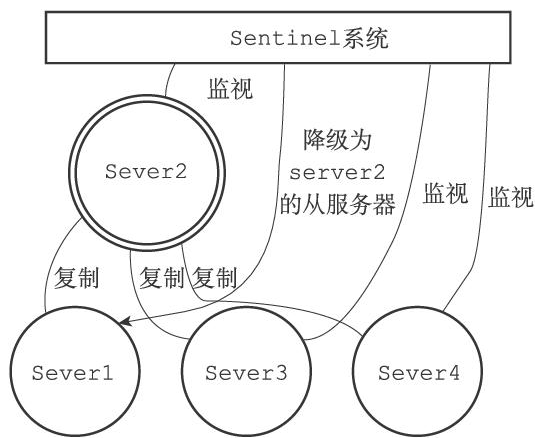 Sentinel系统
监视
Sever2
降级为
server2
的从服务器
监视
监视
复制
复制
复制
Sever1
Sever3
Sever4